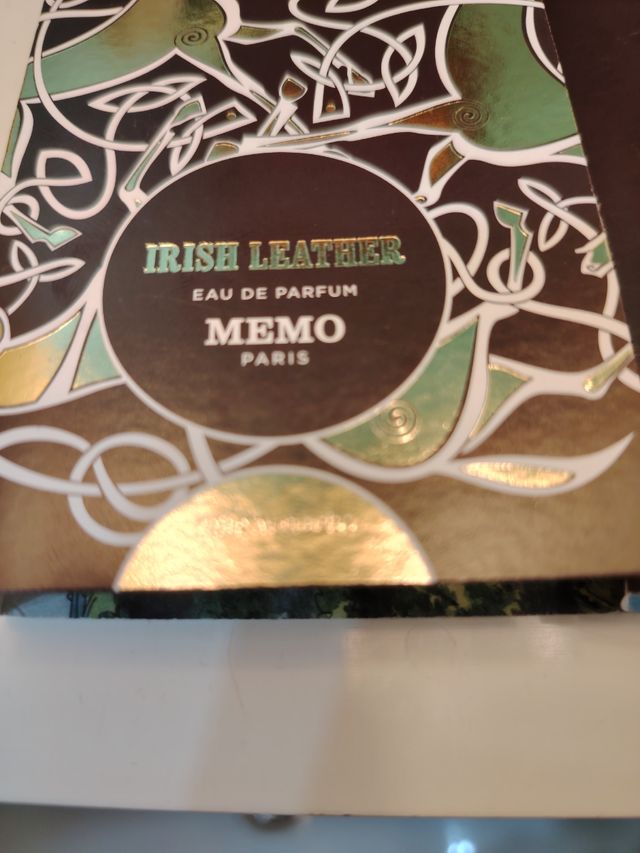 IRISH LEATHER
EAU DE PARFUM
MEMO
PARIS